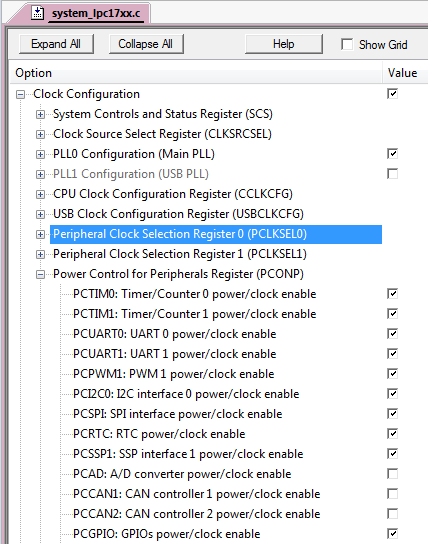 system_lpc17xx.c
Expand All Collapse All Help Show Grid
Option Value
Clock Configuration
System Controls and Status Register (SCS)
Clock Source Select Register (CLKSRCSEL)
PLL0 Configuration (Main PLL)
PLL1 Configuration (USB PLL)
CPU Clock Configuration Register (CCLKCFG)
USB Clock Configuration Register (USBCLKCFG)
Peripheral Clock Selection Register 0 (PCLKSEL0)
Peripheral Clock Selection Register 1 (PCLKSEL1)
Power Control for Peripherals Register (PCONP)
PCTIM0: Timer/Counter 0 power/clock enable
PCTIM1: Timer/Counter 1 power/clock enable
PCUART0: UART 0 power/clock enable
PCUART1: UART 1 power/clock enable
PCPWM1: PWM 1 power/clock enable
PCI2C0: I2C interface 0 power/clock enable
PCSPI: SPI interface power/clock enable
PCRTC: RTC power/clock enable
PCSSP1: SSP interface 1 power/clock enable
PCAD: A/D converter power/clock enable
PCCAN1: CAN controller 1 power/clock enable
PCCAN2: CAN controller 2 power/clock enable
PCGPIO: GPIOs power/clock enable